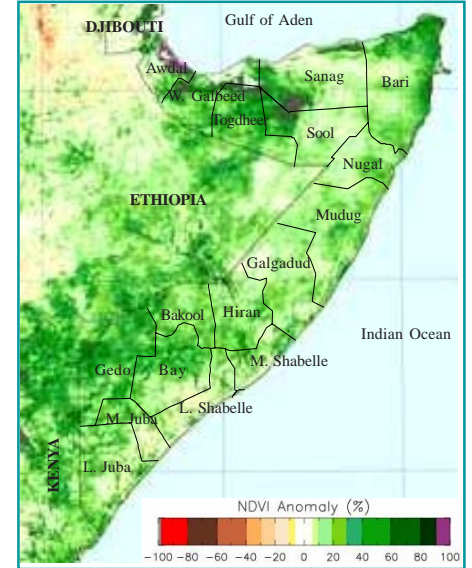 DJIBOUTI
Gulf of Aden
Awdal
Sanag
Bari
W. Galbeed
Togdheer
Sool
Nugal
ETHIOPIA
Mudug
Galgadud
Bakool
Hiran
Indian Ocean
M. Shabelle
Gedo
Bay
L. Shabelle
M. Juba
KENYA
L. Juba
NDVI Anomaly (%)
-100 -80 -60 -40 -20 0 20 40 60 80 100